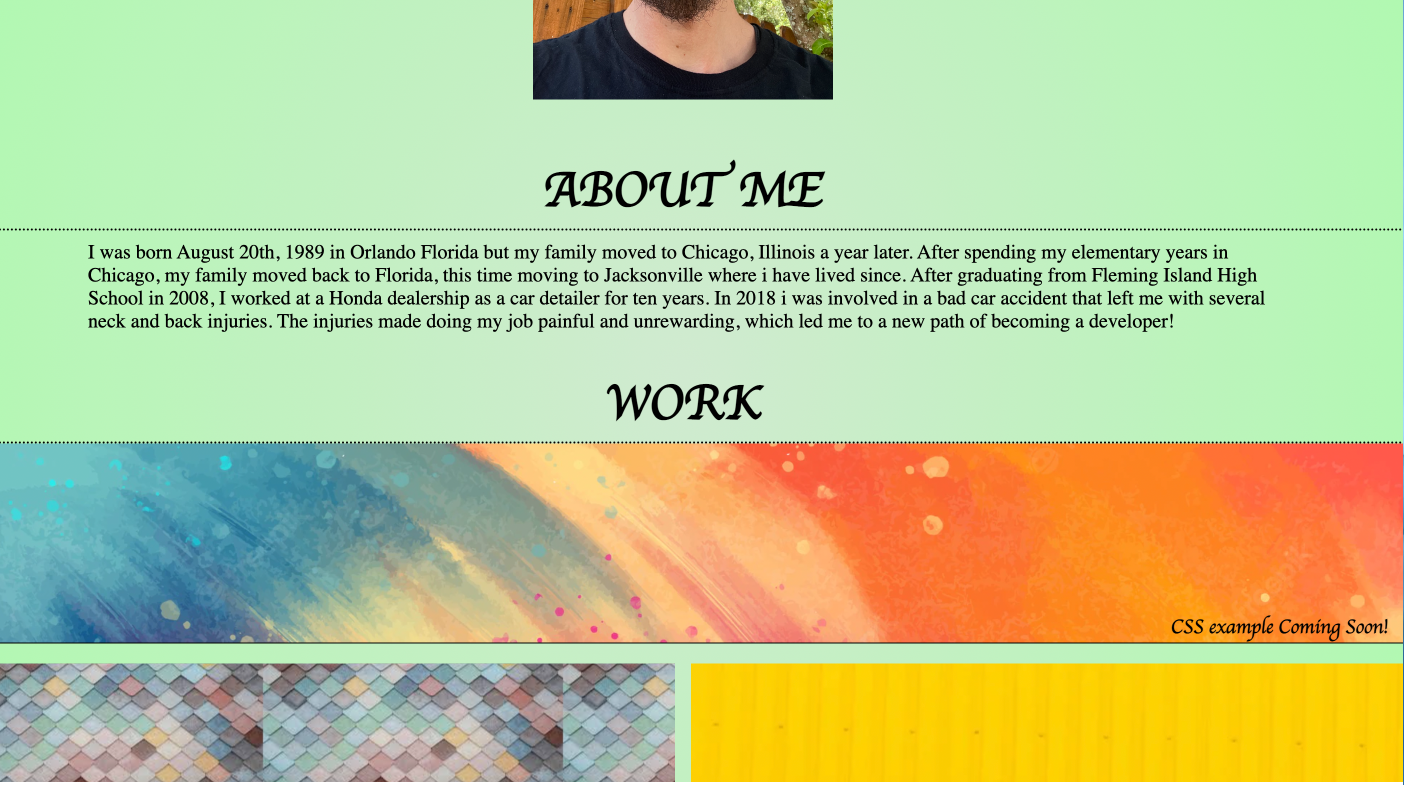 ABOUT ME
I was born August 20th, 1989 in Orlando Florida but my family moved to Chicago, Illinois a year later. After spending my elementary years in
Chicago, my family moved back to Florida, this time moving to Jacksonville where i have lived since. After graduating from Fleming Island High
School in 2008, I worked at a Honda dealership as a car detailer for ten years. In 2018 i was involved in a bad car accident that left me with several
neck and back injuries. The injuries made doing my job painful and unrewarding, which led me to a new path of becoming a developer!
WORK
CSS example Coming Soon!